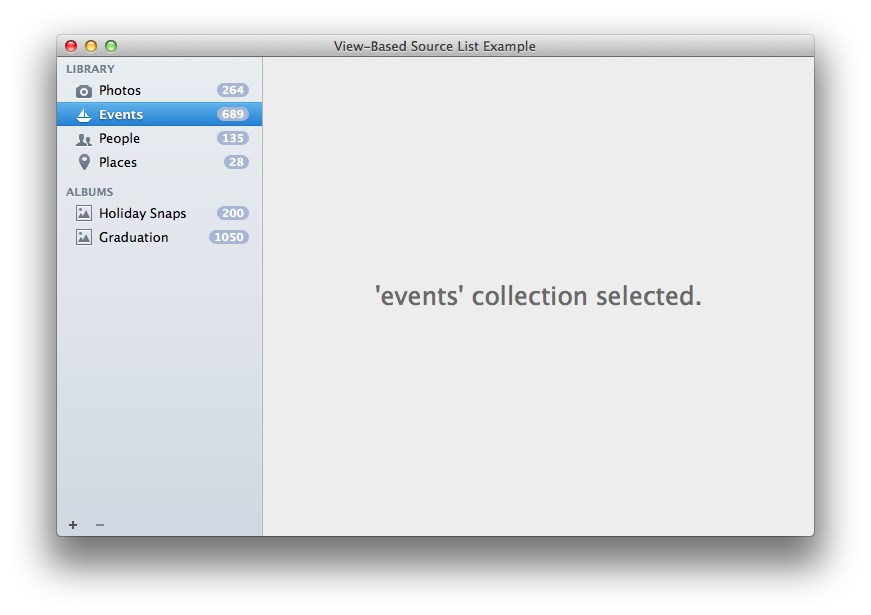 View-Based Source List Example
LIBRARY
Photos 264
Events 689
People 135
Places 28
ALBUMS
Holiday Snaps 200
Graduation 1050
'events' collection selected.
+ −